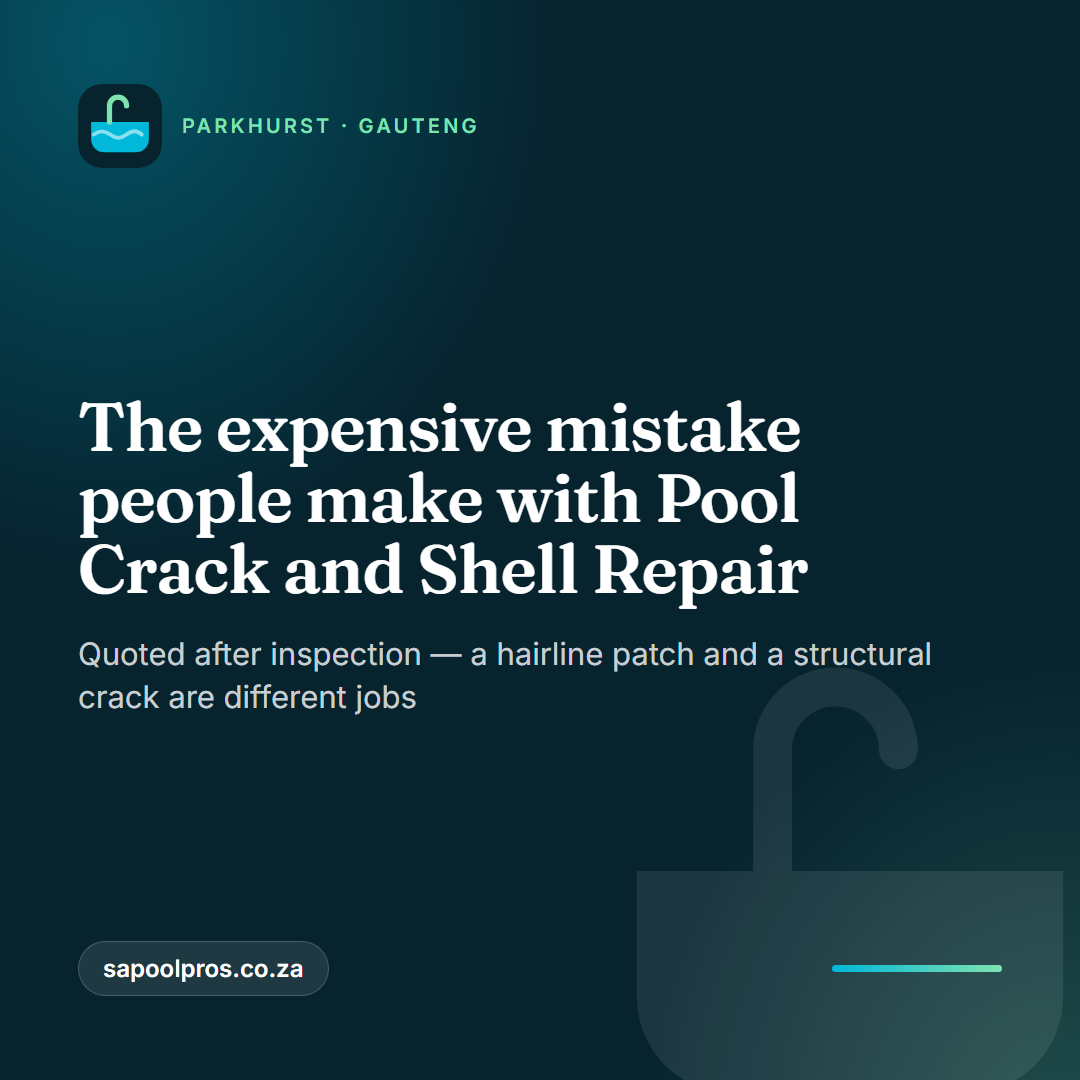 PARKHURST · GAUTENG
The expensive mistake
people make with Pool
Crack and Shell Repair
Quoted after inspection — a hairline patch and a structural
crack are different jobs
sapoolpros.co.za